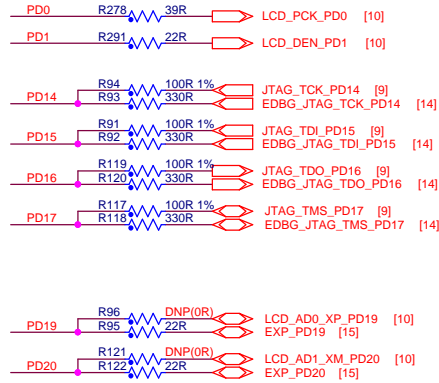 PD0 R278 39R LCD_PCK_PD0 [10]
PD1 R291 22R LCD_DEN_PD1 [10]
R94 100R 1% JTAG_TCK_PD14 [9]
PD14 R93 330R EDBG_JTAG_TCK_PD14 [14]
R91 100R 1% JTAG_TDI_PD15 [9]
PD15 R92 330R EDBG_JTAG_TDI_PD15 [14]
R119 100R 1% JTAG_TDO_PD16 [9]
PD16 R120 330R EDBG_JTAG_TDO_PD16 [14]
R117 100R 1% JTAG_TMS_PD17 [9]
PD17 R118 330R EDBG_JTAG_TMS_PD17 [14]
R96 DNP(0R) LCD_AD0_XP_PD19 [10]
PD19 R95 22R EXP_PD19 [15]
R121 DNP(0R) LCD_AD1_XM_PD20 [10]
PD20 R122 22R EXP_PD20 [15]